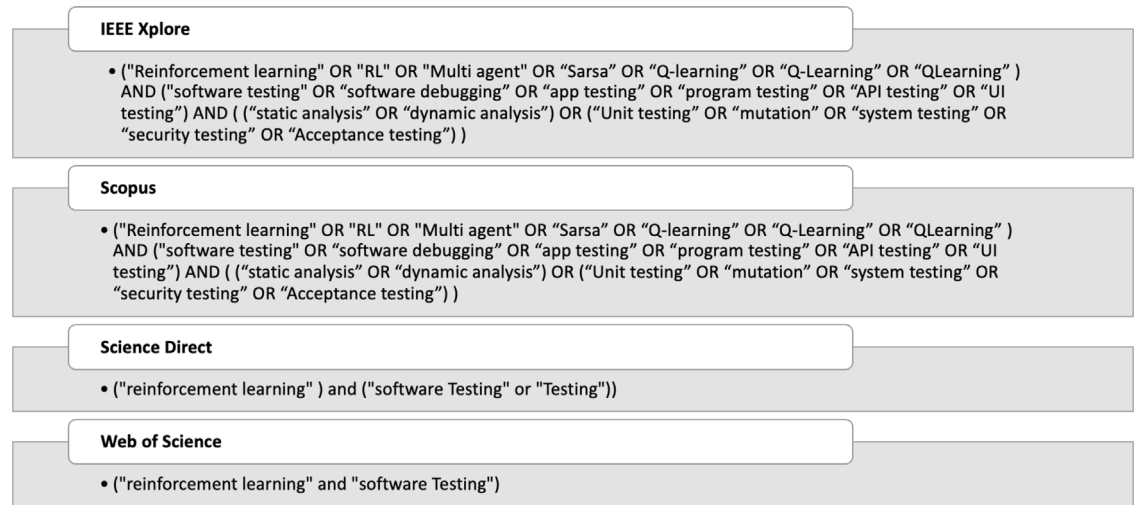 IEEE Xplore
• ("Reinforcement learning" OR "RL" OR "Multi agent" OR “Sarsa” OR “Q-learning” OR “Q-Learning” OR “QLearning” )
AND ("software testing" OR “software debugging” OR “app testing” OR “program testing” OR “API testing” OR “UI
testing”) AND ( (“static analysis” OR “dynamic analysis”) OR (“Unit testing” OR “mutation” OR “system testing” OR
“security testing” OR “Acceptance testing”) )
Scopus
• ("Reinforcement learning" OR "RL" OR "Multi agent" OR “Sarsa” OR “Q-learning” OR “Q-Learning” OR “QLearning” )
AND ("software testing" OR “software debugging” OR “app testing” OR “program testing” OR “API testing” OR “UI
testing”) AND ( (“static analysis” OR “dynamic analysis”) OR (“Unit testing” OR “mutation” OR “system testing” OR
“security testing” OR “Acceptance testing”) )
Science Direct
• ("reinforcement learning" ) and ("software Testing" or "Testing"))
Web of Science
• ("reinforcement learning" and "software Testing")